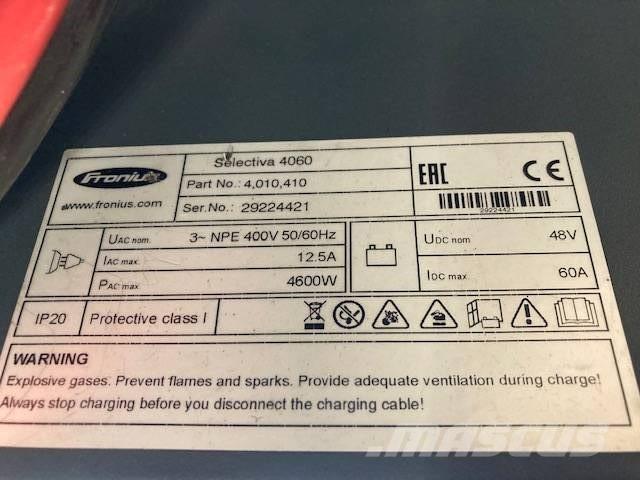 Fronius
www.fronius.com
Selectiva 4060
Part No.: 4,010,410
Ser.No.: 29224421
EAC CE
29224421
UAC nom. 3~ NPE 400V 50/60Hz
IAC max. 12.5A
PAC max 4600W
UDC nom 48V
IDC max. 60A
IP20 Protective class I
WARNING
Explosive gases. Prevent flames and sparks. Provide adequate ventilation during charge!
Always stop charging before you disconnect the charging cable!
MASCUS